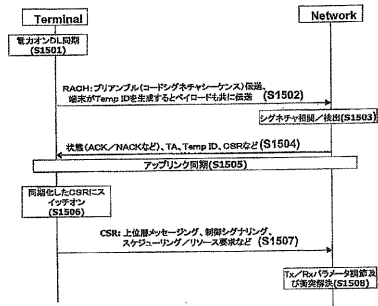 Terminal
Network
電力オンDL同期
(S1501)
RACH：プリアンブル（コードシグネチャシーケンス）伝送、
端末がTemp IDを生成するとペイロードも共に伝送 (S1502)
シグネチャ相関／検出(S1503)
状態（ACK／NACKなど）、TA、Temp ID、CSRなど(S1504)
アップリンク同期(S1505)
同期化したCSRにス
イッチオン
(S1506)
CSR：上位層メッセージング、制御シグナリング、
スケジューリング／リソース要求など (S1507)
Tx／Rxパラメータ調節及
び衝突解決(S1508)